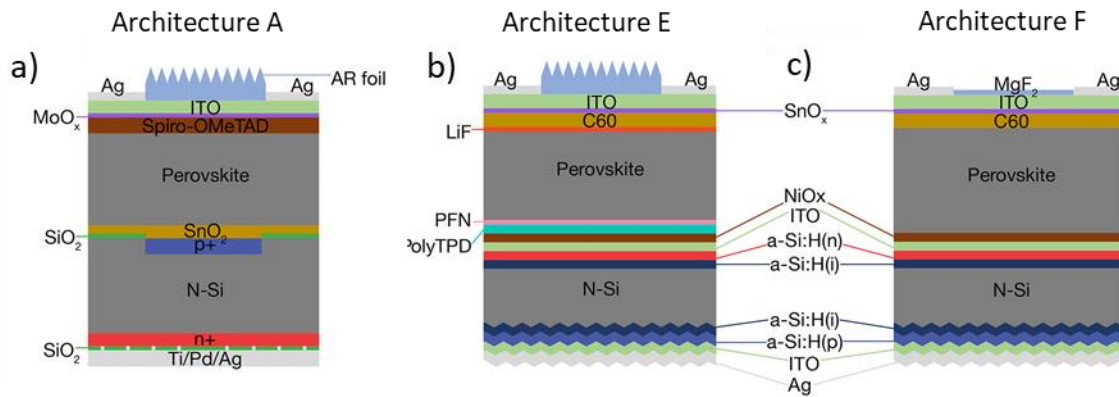 Architecture A
Architecture E
Architecture F
a)
Ag
Ag
AR foil
ITO
MoOₓ
Spiro-OMeTAD
Perovskite
SnO₂
SiO₂
p+
N-Si
n+
SiO₂
Ti/Pd/Ag
b)
Ag
Ag
ITO
C60
LiF
Perovskite
PFN
PolyTPD
N-Si
SnOₓ
NiOx
ITO
a-Si:H(n)
a-Si:H(i)
a-Si:H(i)
a-Si:H(p)
ITO
Ag
c)
Ag
MgF₂
Ag
ITO
C60
Perovskite
N-Si